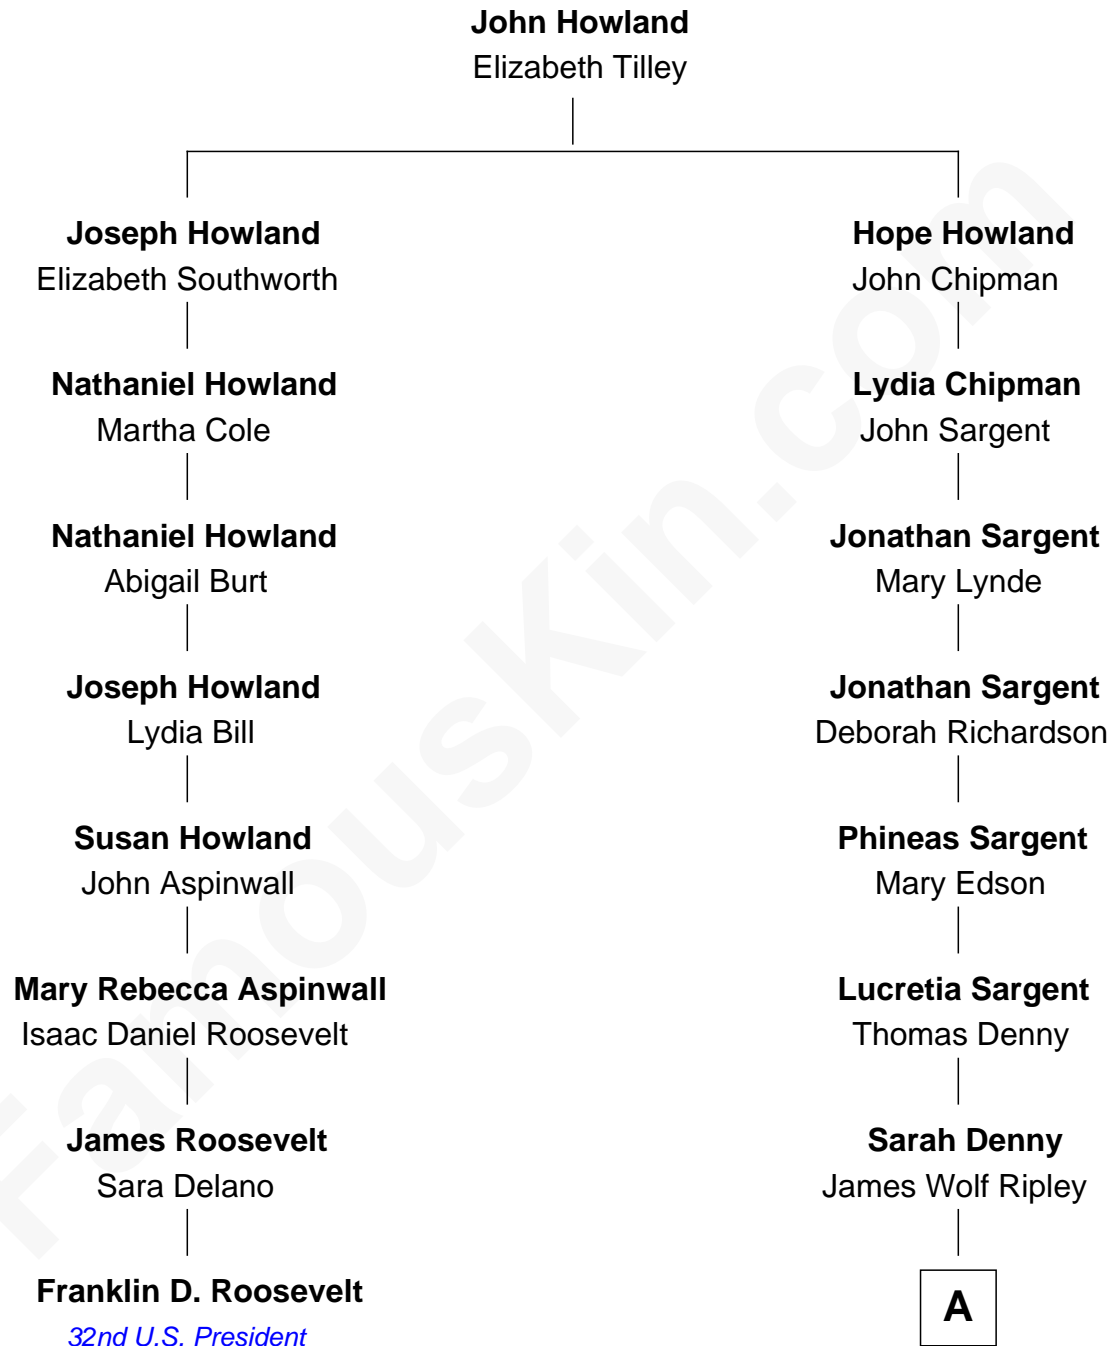 John Howland
Elizabeth Tilley
Joseph Howland
Elizabeth Southworth
Nathaniel Howland
Martha Cole
Nathaniel Howland
Abigail Burt
Joseph Howland
Lydia Bill
Susan Howland
John Aspinwall
Mary Rebecca Aspinwall
Isaac Daniel Roosevelt
James Roosevelt
Sara Delano
Franklin D. Roosevelt
32nd U.S. President
Hope Howland
John Chipman
Lydia Chipman
John Sargent
Jonathan Sargent
Mary Lynde
Jonathan Sargent
Deborah Richardson
Phineas Sargent
Mary Edson
Lucretia Sargent
Thomas Denny
Sarah Denny
James Wolf Ripley
A
FamousKin.com